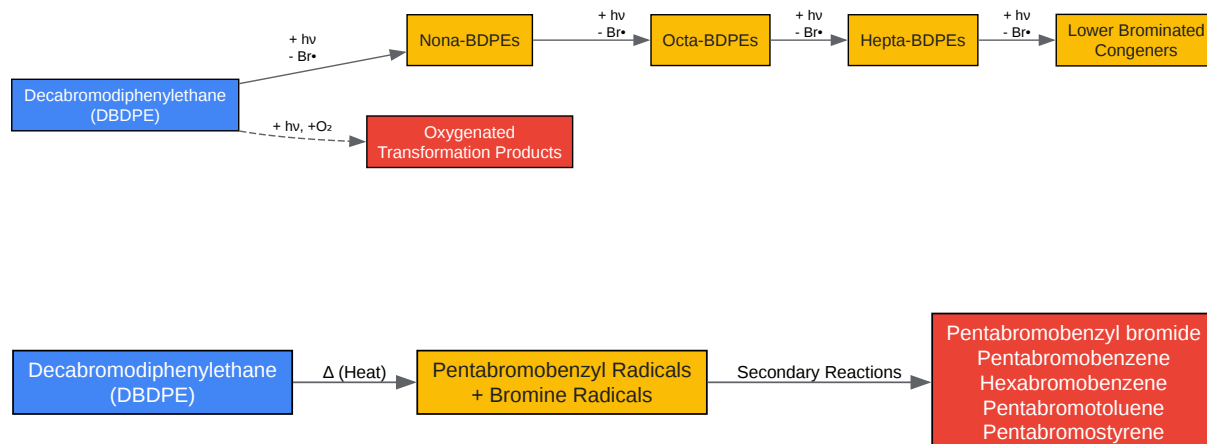 + hν
- Br•
+ hν
- Br•
+ hν
- Br•
+ hν
- Br•
Nona-BDPEs
Octa-BDPEs
Hepta-BDPEs
Lower Brominated
Congeners
Decabromodiphenylethane
(DBDPE)
+ hν, +O₂
Oxygenated
Transformation Products
Decabromodiphenylethane
(DBDPE)
Δ (Heat)
Pentabromobenzyl Radicals
+ Bromine Radicals
Secondary Reactions
Pentabromobenzyl bromide
Pentabromobenzene
Hexabromobenzene
Pentabromotoluene
Pentabromostyrene